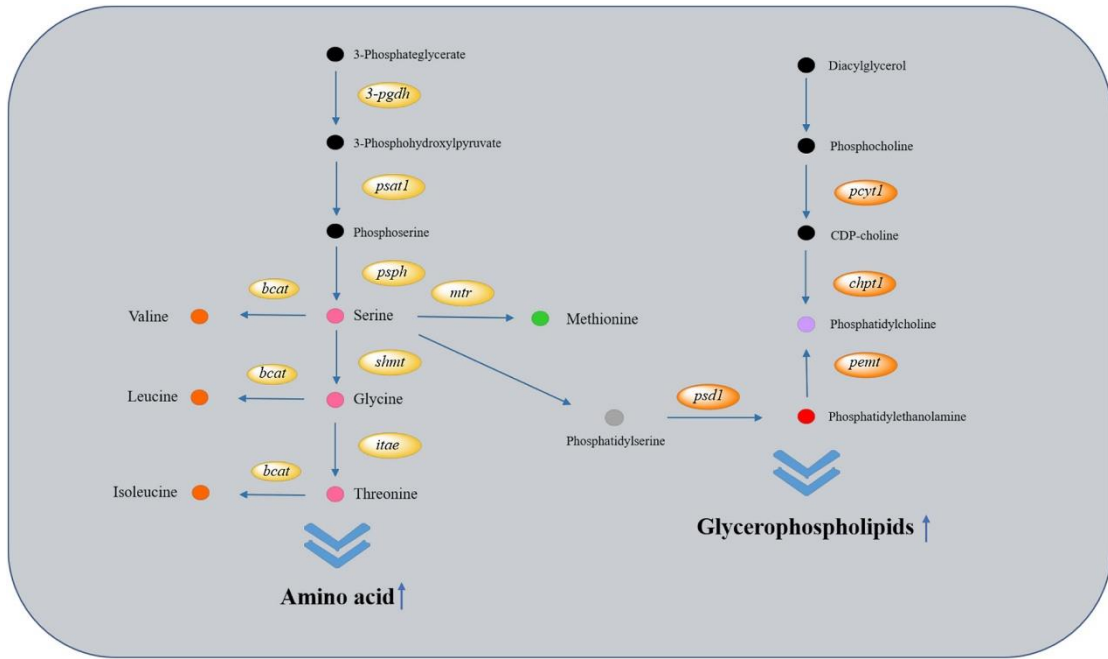 3-Phosphateglycerate
3-pgdh
3-Phosphohydroxylpyruvate
psat1
Phosphoserine
psph
bcat
mtr
Valine
Serine
Methionine
bcat
shmt
Leucine
Glycine
itae
bcat
Isoleucine
Threonine
Amino acid
Diacylglycerol
Phosphocholine
pcyt1
CDP-choline
chpt1
Phosphatidylcholine
pemt
psd1
Phosphatidylserine
Phosphatidylethanolamine
Glycerophospholipids